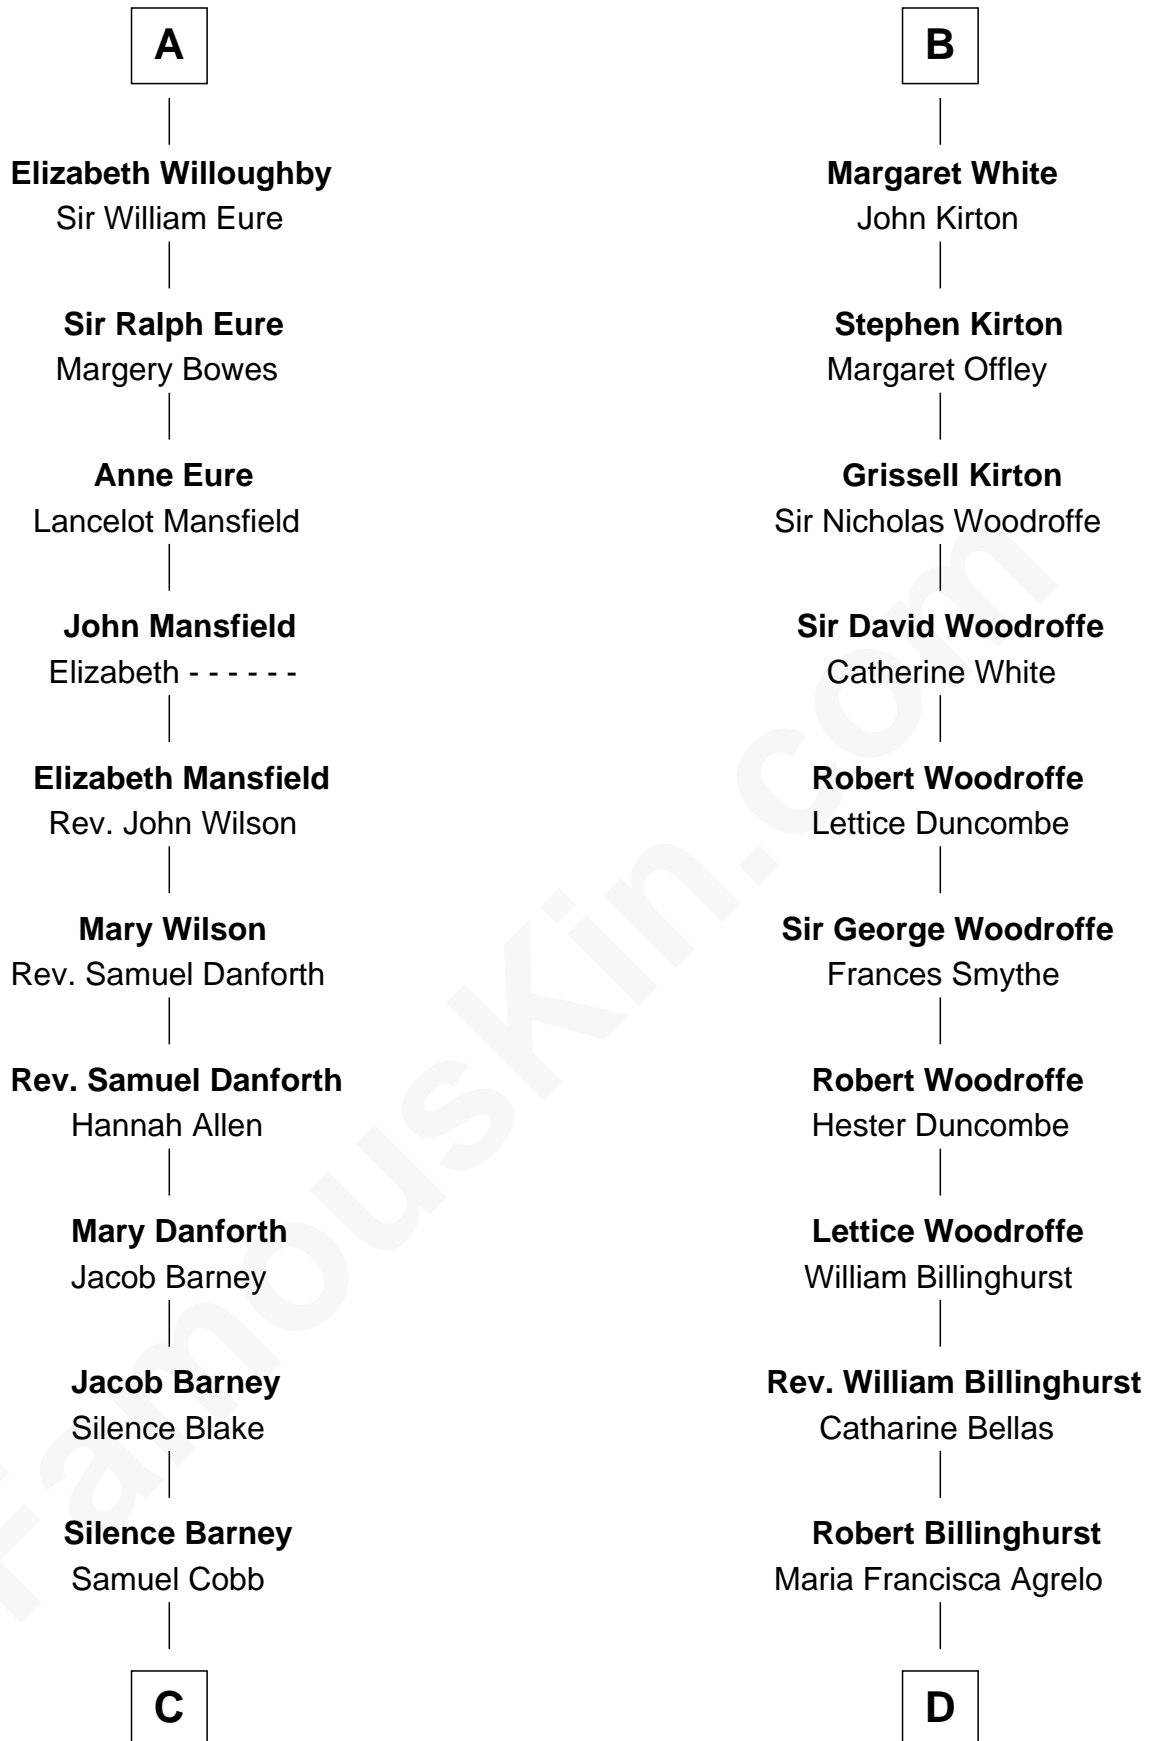 A
Elizabeth Willoughby
Sir William Eure
Sir Ralph Eure
Margery Bowes
Anne Eure
Lancelot Mansfield
John Mansfield
Elizabeth - - - - - -
Elizabeth Mansfield
Rev. John Wilson
Mary Wilson
Rev. Samuel Danforth
Rev. Samuel Danforth
Hannah Allen
Mary Danforth
Jacob Barney
Jacob Barney
Silence Blake
Silence Barney
Samuel Cobb
C
B
Margaret White
John Kirton
Stephen Kirton
Margaret Offley
Grissell Kirton
Sir Nicholas Woodroffe
Sir David Woodroffe
Catherine White
Robert Woodroffe
Lettice Duncombe
Sir George Woodroffe
Frances Smythe
Robert Woodroffe
Hester Duncombe
Lettice Woodroffe
William Billinghurst
Rev. William Billinghurst
Catharine Bellas
Robert Billinghurst
Maria Francisca Agrelo
D
FamousKin.com